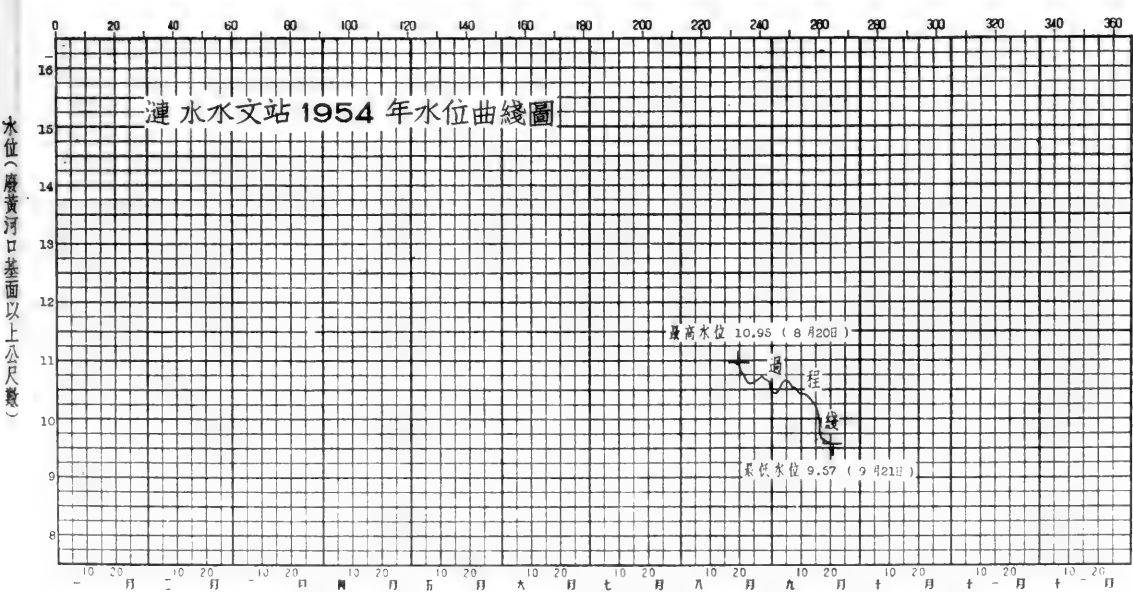 0 20 40 60 80 100 120 140 160 180 200 220 240 260 280 300 320 340 360
漣水水文站 1954 年水位曲綫圖
水位（廢黃河口基面以上公尺數）
16
15
14
13
12
11
10
9
8
最高水位 10.95 ( 8月20日 )
過程綫
最低水位 9.57 ( 9月21日 )
10 20 10 20 10 20 10 20 10 20 10 20 10 20 10 20 10 20 10 20 10 20 10 20
一 月 二 月 月 四 月 五 月 六 月 七 月 八 月 九 月 十 月 十一月 十 月